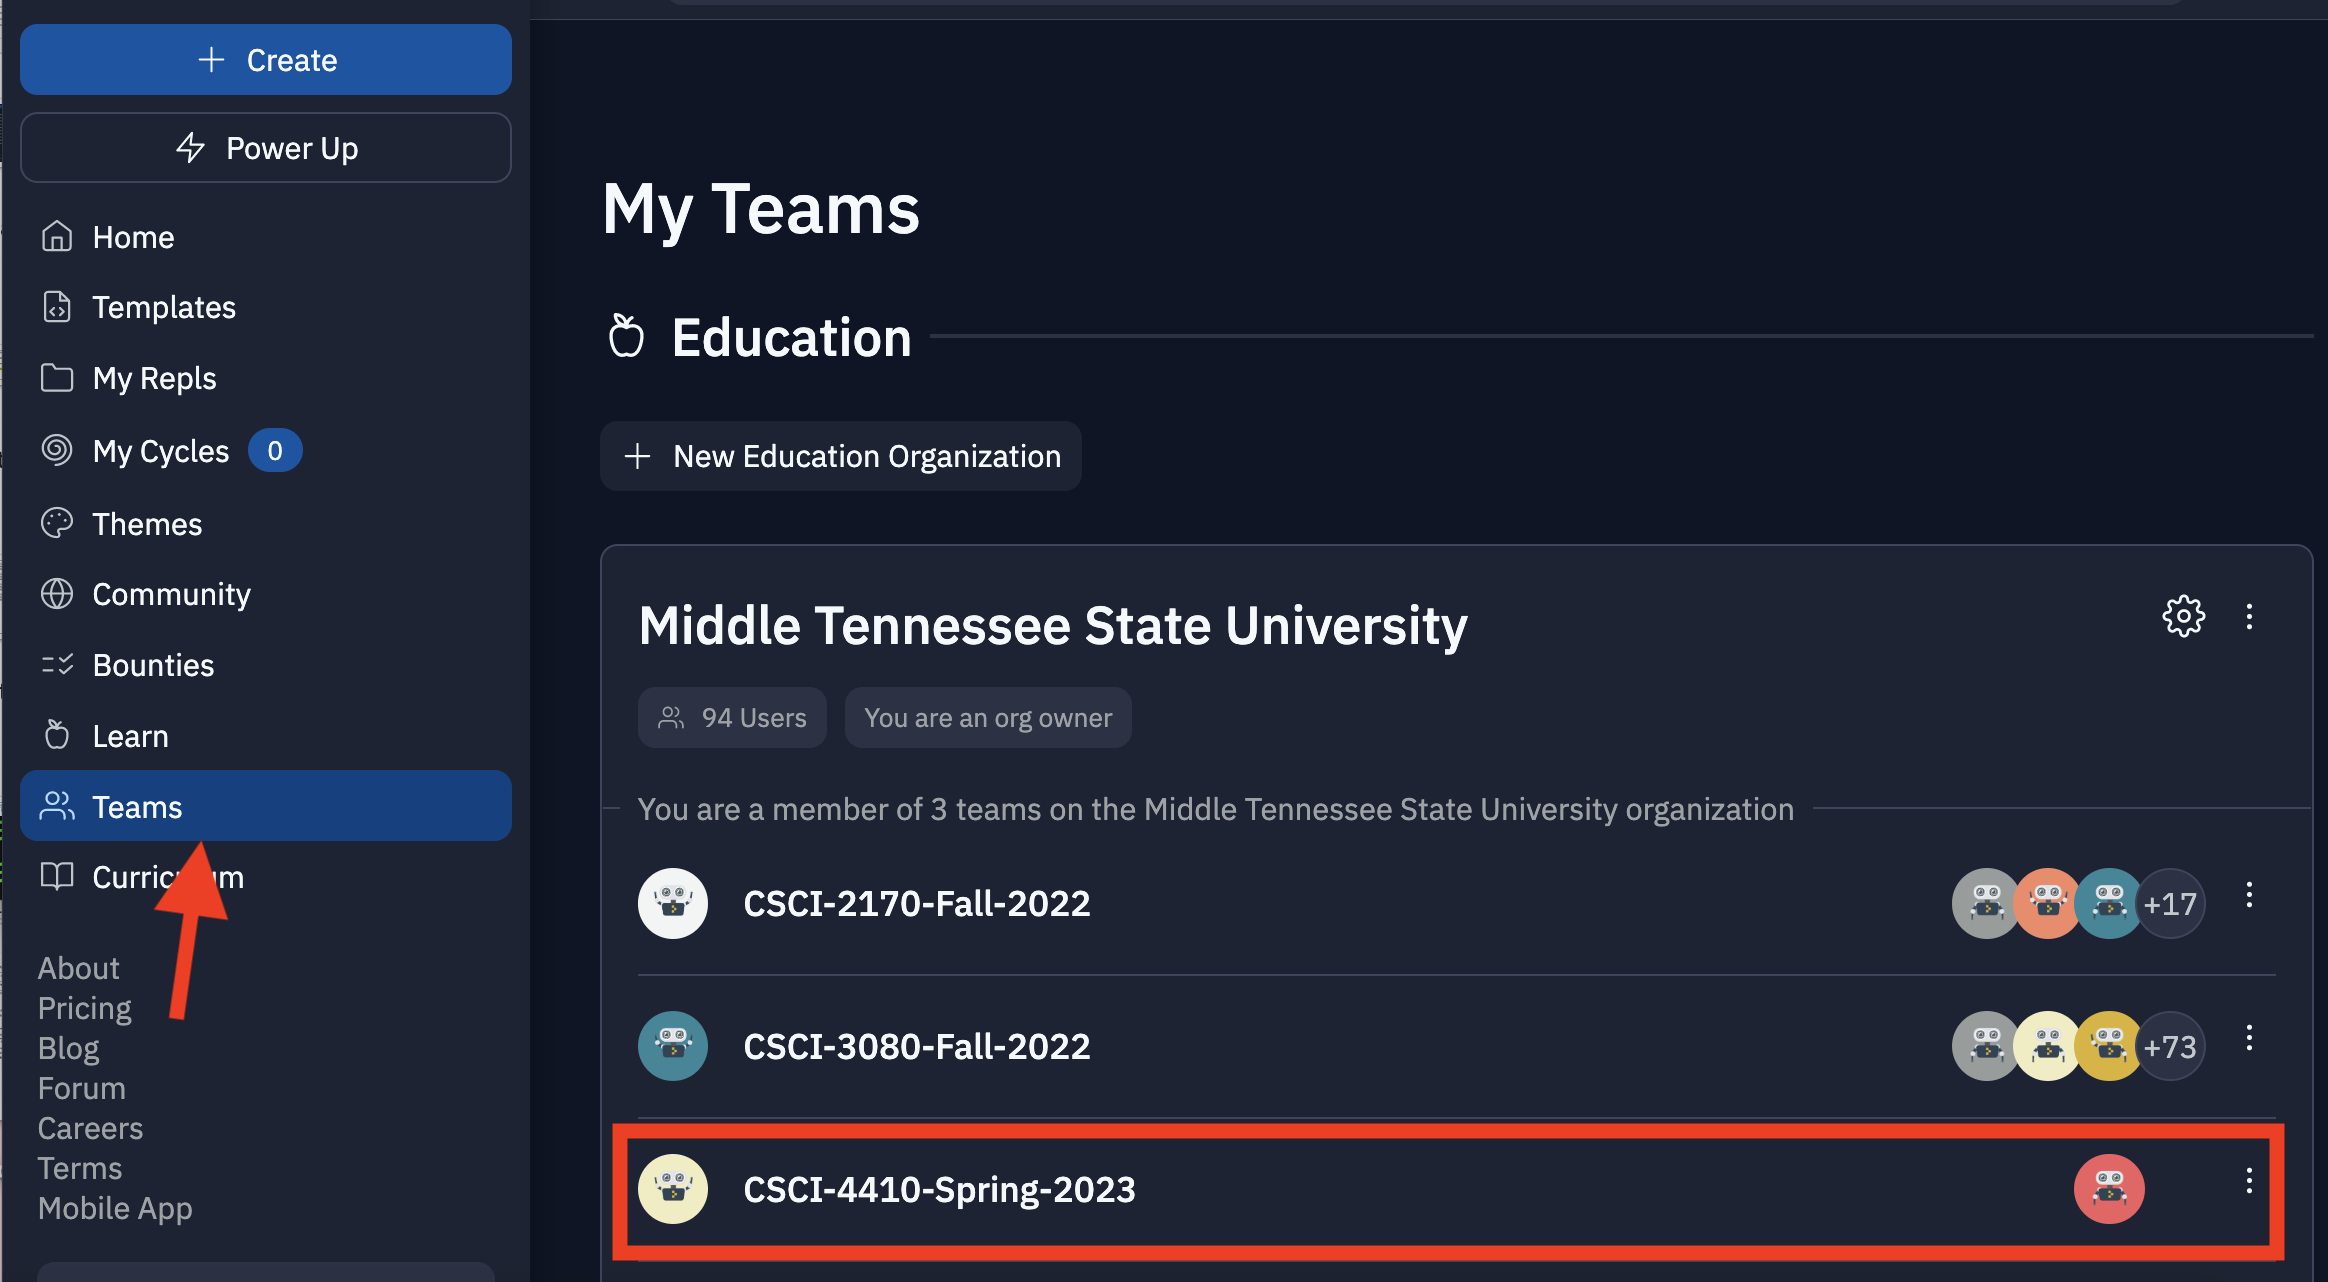 Create
Power Up
Home
Templates
My Repls
My Cycles 0
Themes
Community
Bounties
Learn
Teams
About
Pricing
Blog
Forum
Careers
Terms
Mobile App
My Teams
Education
New Education Organization
Middle Tennessee State University
94 Users You are an org owner
You are a member of 3 teams on the Middle Tennessee State University organization
CSCI-2170-Fall-2022 +17
CSCI-3080-Fall-2022 +73
CSCI-4410-Spring-2023